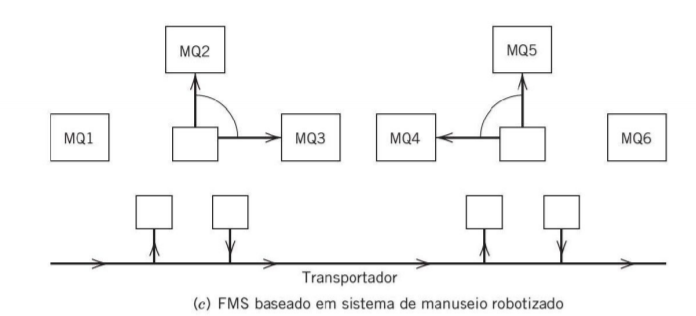 MQ2
MQ5
MQ1
MQ3
MQ4
MQ6
Transportador
(c) FMS baseado em sistema de manuseio robotizado